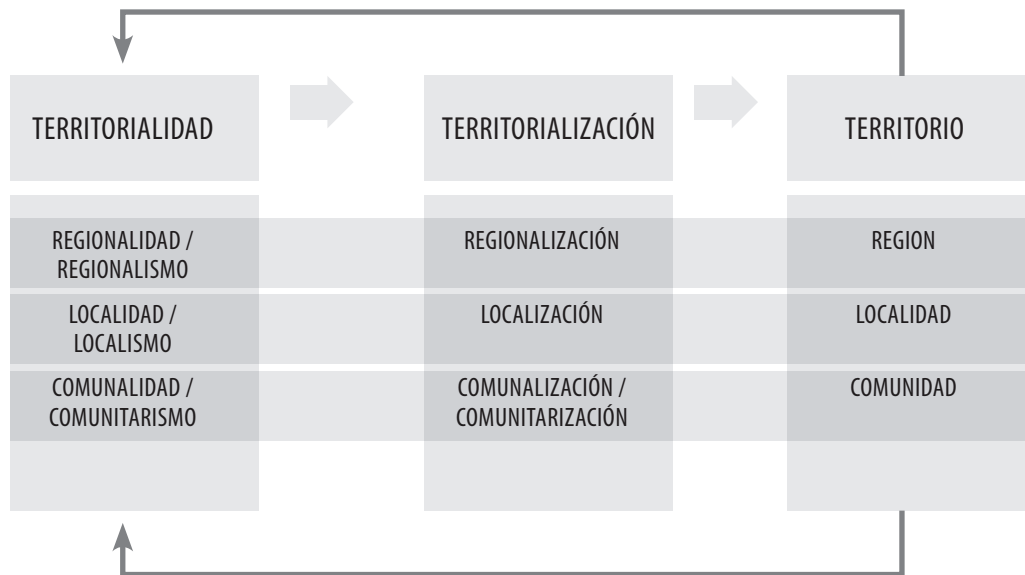 TERRITORIALIDAD
TERRITORIALIZACIÓN
TERRITORIO
REGIONALIDAD /
REGIONALISMO
REGIONALIZACIÓN
REGION
LOCALIDAD /
LOCALISMO
LOCALIZACIÓN
LOCALIDAD
COMUNALIDAD /
COMUNITARISMO
COMUNALIZACIÓN /
COMUNITARIZACIÓN
COMUNIDAD